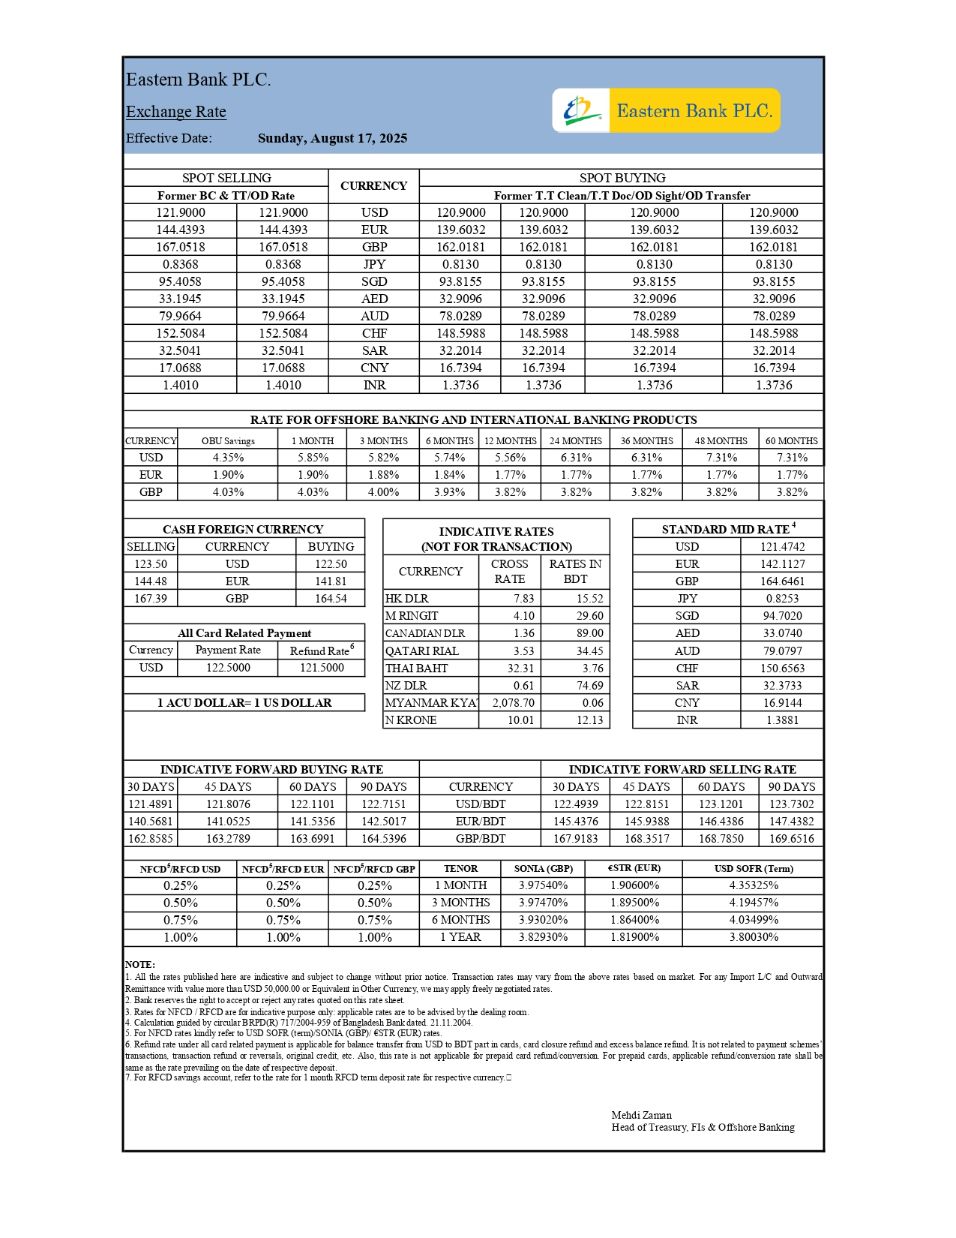 Eastern Bank PLC.
Exchange Rate
Eastern Bank PLC.
Effective Date: Sunday, August 17, 2025
SPOT SELLING CURRENCY SPOT BUYING
Former BC & TT/OD Rate Former T.T Clean/T.T Doc/OD Sight/OD Transfer
121.9000 121.9000 USD 120.9000 120.9000 120.9000 120.9000
144.4393 144.4393 EUR 139.6032 139.6032 139.6032 139.6032
167.0518 167.0518 GBP 162.0181 162.0181 162.0181 162.0181
0.8368 0.8368 JPY 0.8130 0.8130 0.8130 0.8130
95.4058 95.4058 SGD 93.8155 93.8155 93.8155 93.8155
33.1945 33.1945 AED 32.9096 32.9096 32.9096 32.9096
79.9664 79.9664 AUD 78.0289 78.0289 78.0289 78.0289
152.5084 152.5084 CHF 148.5988 148.5988 148.5988 148.5988
32.5041 32.5041 SAR 32.2014 32.2014 32.2014 32.2014
17.0688 17.0688 CNY 16.7394 16.7394 16.7394 16.7394
1.4010 1.4010 INR 1.3736 1.3736 1.3736 1.3736
RATE FOR OFFSHORE BANKING AND INTERNATIONAL BANKING PRODUCTS
CURRENCY OBU Savings 1 MONTH 3 MONTHS 6 MONTHS 12 MONTHS 24 MONTHS 36 MONTHS 48 MONTHS 60 MONTHS
USD 4.35% 5.85% 5.82% 5.74% 5.56% 6.31% 6.31% 7.31% 7.31%
EUR 1.90% 1.90% 1.88% 1.84% 1.77% 1.77% 1.77% 1.77% 1.77%
GBP 4.03% 4.03% 4.00% 3.93% 3.82% 3.82% 3.82% 3.82% 3.82%
CASH FOREIGN CURRENCY
SELLING CURRENCY BUYING
123.50 USD 122.50
144.48 EUR 141.81
167.39 GBP 164.54
All Card Related Payment
Currency Payment Rate Refund Rate6
USD 122.5000 121.5000
1 ACU DOLLAR= 1 US DOLLAR
INDICATIVE RATES
(NOT FOR TRANSACTION)
CURRENCY CROSS RATE RATES IN BDT
HK DLR 7.83 15.52
M RINGIT 4.10 29.60
CANADIAN DLR 1.36 89.00
QATARI RIAL 3.53 34.45
THAI BAHT 32.31 3.76
NZ DLR 0.61 74.69
MYANMAR KYA 2,078.70 0.06
N KRONE 10.01 12.13
STANDARD MID RATE 4
USD 121.4742
EUR 142.1127
GBP 164.6461
JPY 0.8253
SGD 94.7020
AED 33.0740
AUD 79.0797
CHF 150.6563
SAR 32.3733
CNY 16.9144
INR 1.3881
INDICATIVE FORWARD BUYING RATE INDICATIVE FORWARD SELLING RATE
30 DAYS 45 DAYS 60 DAYS 90 DAYS CURRENCY 30 DAYS 45 DAYS 60 DAYS 90 DAYS
121.4891 121.8076 122.1101 122.7151 USD/BDT 122.4939 122.8151 123.1201 123.7302
140.5681 141.0525 141.5356 142.5017 EUR/BDT 145.4376 145.9388 146.4386 147.4382
162.8585 163.2789 163.6991 164.5396 GBP/BDT 167.9183 168.3517 168.7850 169.6516
NFCD5/RFCD USD NFCD5/RFCD EUR NFCD5/RFCD GBP TENOR SONIA (GBP) €STR (EUR) USD SOFR (Term)
0.25% 0.25% 0.25% 1 MONTH 3.97540% 1.90600% 4.35325%
0.50% 0.50% 0.50% 3 MONTHS 3.97470% 1.89500% 4.19457%
0.75% 0.75% 0.75% 6 MONTHS 3.93020% 1.86400% 4.03499%
1.00% 1.00% 1.00% 1 YEAR 3.82930% 1.81900% 3.80030%
NOTE:
1. All the rates published here are indicative and subject to change without prior notice. Transaction rates may vary from the above rates based on market. For any Import L/C and Outward
Remittance with value more than USD 50,000.00 or Equivalent in Other Currency, we may apply freely negotiated rates.
2. Bank reserves the right to accept or reject any rates quoted on this rate sheet.
3. Rates for NFCD / RFCD are for indicative purpose only: applicable rates are to be advised by the dealing room.
4. Calculation guided by circular BRPD(R) 717/2004-959 of Bangladesh Bank dated. 21.11.2004.
5. For NFCD rates kindly refer to USD SOFR (term)/SONIA (GBP)/ €STR (EUR) rates.
6. Refund rate under all card related payment is applicable for balance transfer from USD to BDT part in cards, card closure refund and excess balance refund. It is not related to payment schemes'
transactions, transaction refund or reversals, original credit, etc. Also, this rate is not applicable for prepaid card refund/conversion. For prepaid cards, applicable refund/conversion rate shall be
same as the rate prevailing on the date of respective deposit.
7. For RFCD savings account, refer to the rate for 1 month RFCD term deposit rate for respective currency.
Mehdi Zaman
Head of Treasury, FIs & Offshore Banking